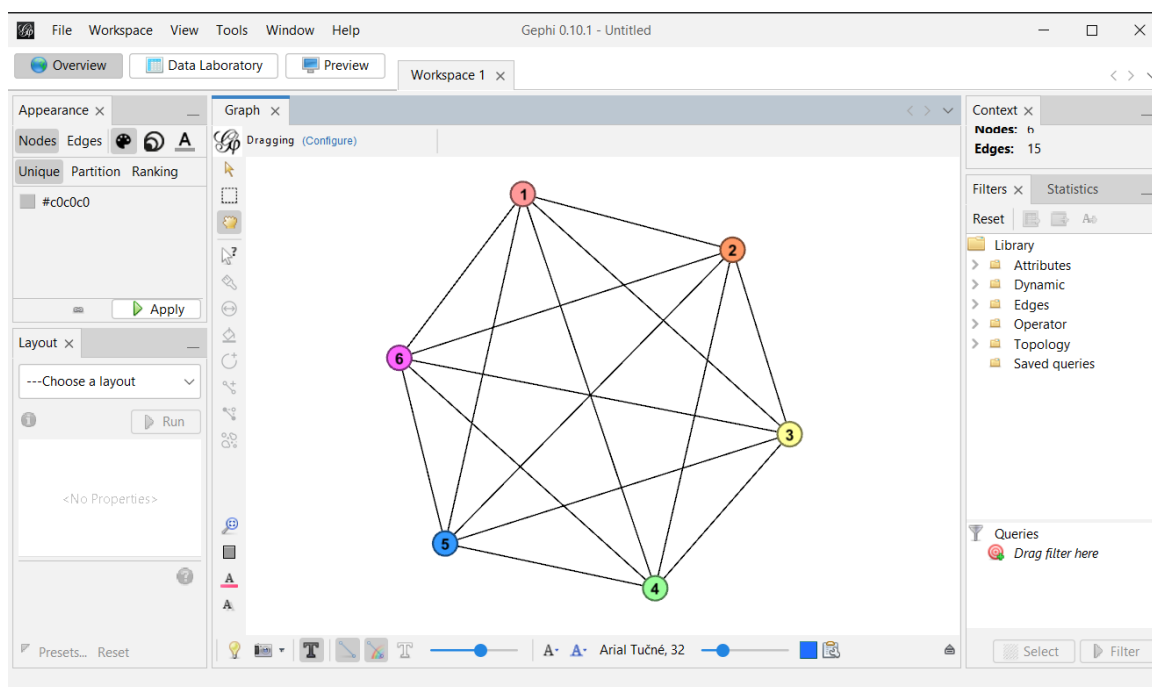 File Workspace View Tools Window Help Gephi 0.10.1 - Untitled
Overview Data Laboratory Preview Workspace 1
Appearance
Nodes Edges A
Unique Partition Ranking
#c0c0c0
Apply
Layout
---Choose a layout
Run
<No Properties>
Presets... Reset
Graph
Dragging (Configure)
1
2
3
4
5
6
T T A- A- Arial Tučné, 32
Context
Nodes: 6
Edges: 15
Filters Statistics
Reset
Library
Attributes
Dynamic
Edges
Operator
Topology
Saved queries
Queries
Drag filter here
Select Filter